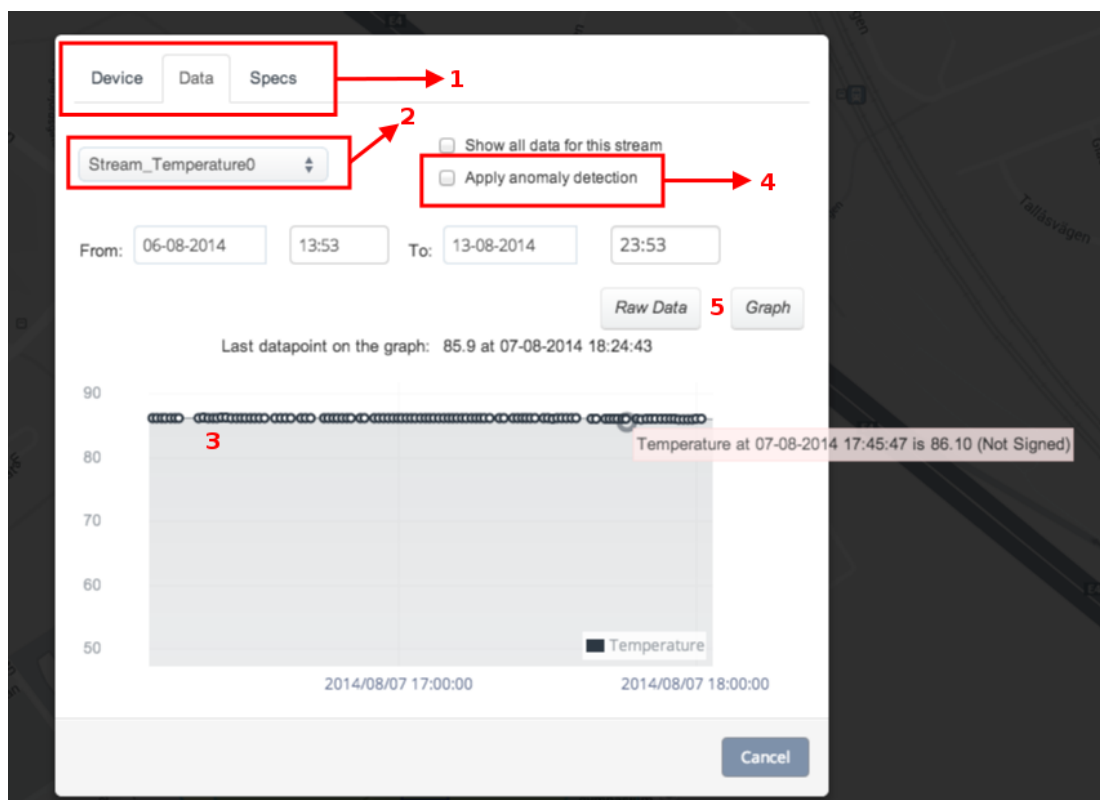 E4
Device Data Specs
1
2
Stream_Temperature0
Show all data for this stream
Apply anomaly detection
4
Tallåsvägen
From: 06-08-2014 13:53 To: 13-08-2014 23:53
Raw Data 5 Graph
Last datapoint on the graph: 85.9 at 07-08-2014 18:24:43
90
3
Temperature at 07-08-2014 17:45:47 is 86.10 (Not Signed)
80
70
60
50
Temperature
2014/08/07 17:00:00 2014/08/07 18:00:00
Cancel